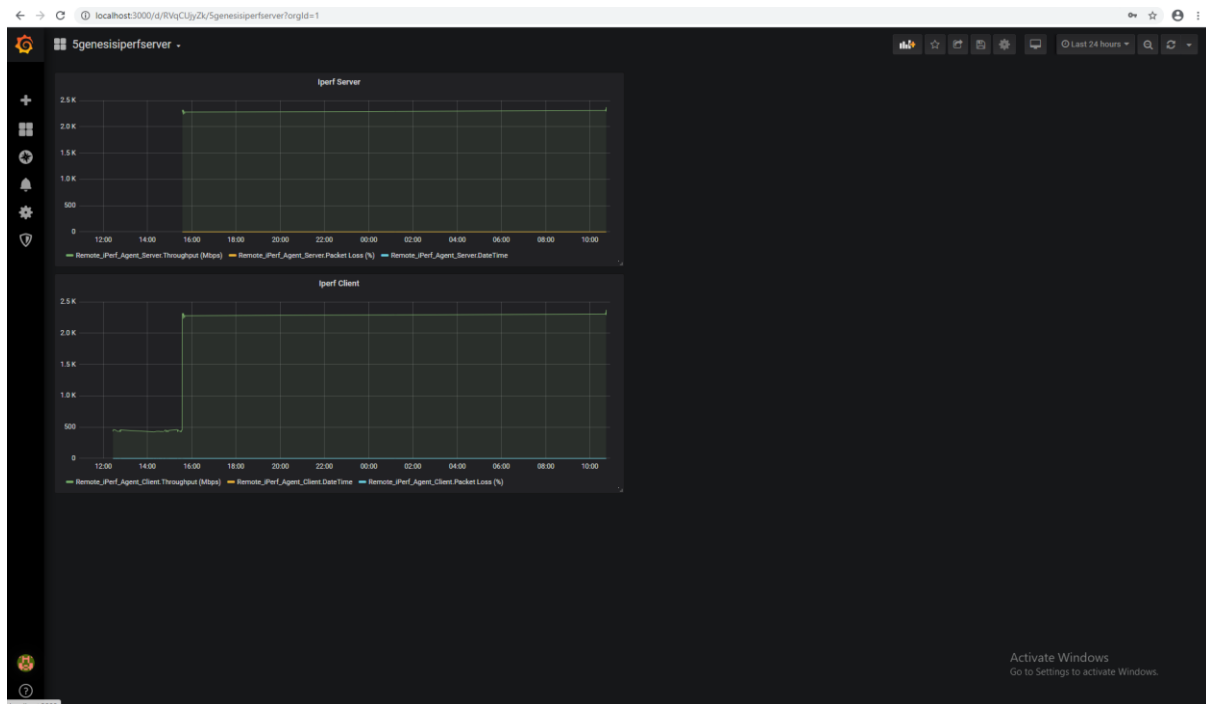 localhost:3000/d/RVqCUjyZk/5genesisiperfserver?orgId=1
5genesisiperfserver
Last 24 hours
Iperf Server
2.5 K
2.0 K
1.5 K
1.0 K
500
0
12:00 14:00 16:00 18:00 20:00 22:00 00:00 02:00 04:00 06:00 08:00 10:00
Remote_iPerf_Agent_Server.Throughput (Mbps) Remote_iPerf_Agent_Server.Packet Loss (%) Remote_iPerf_Agent_Server.DateTime
Iperf Client
2.5 K
2.0 K
1.5 K
1.0 K
500
0
12:00 14:00 16:00 18:00 20:00 22:00 00:00 02:00 04:00 06:00 08:00 10:00
Remote_iPerf_Agent_Client.Throughput (Mbps) Remote_iPerf_Agent_Client.DateTime Remote_iPerf_Agent_Client.Packet Loss (%)
Activate Windows
Go to Settings to activate Windows.